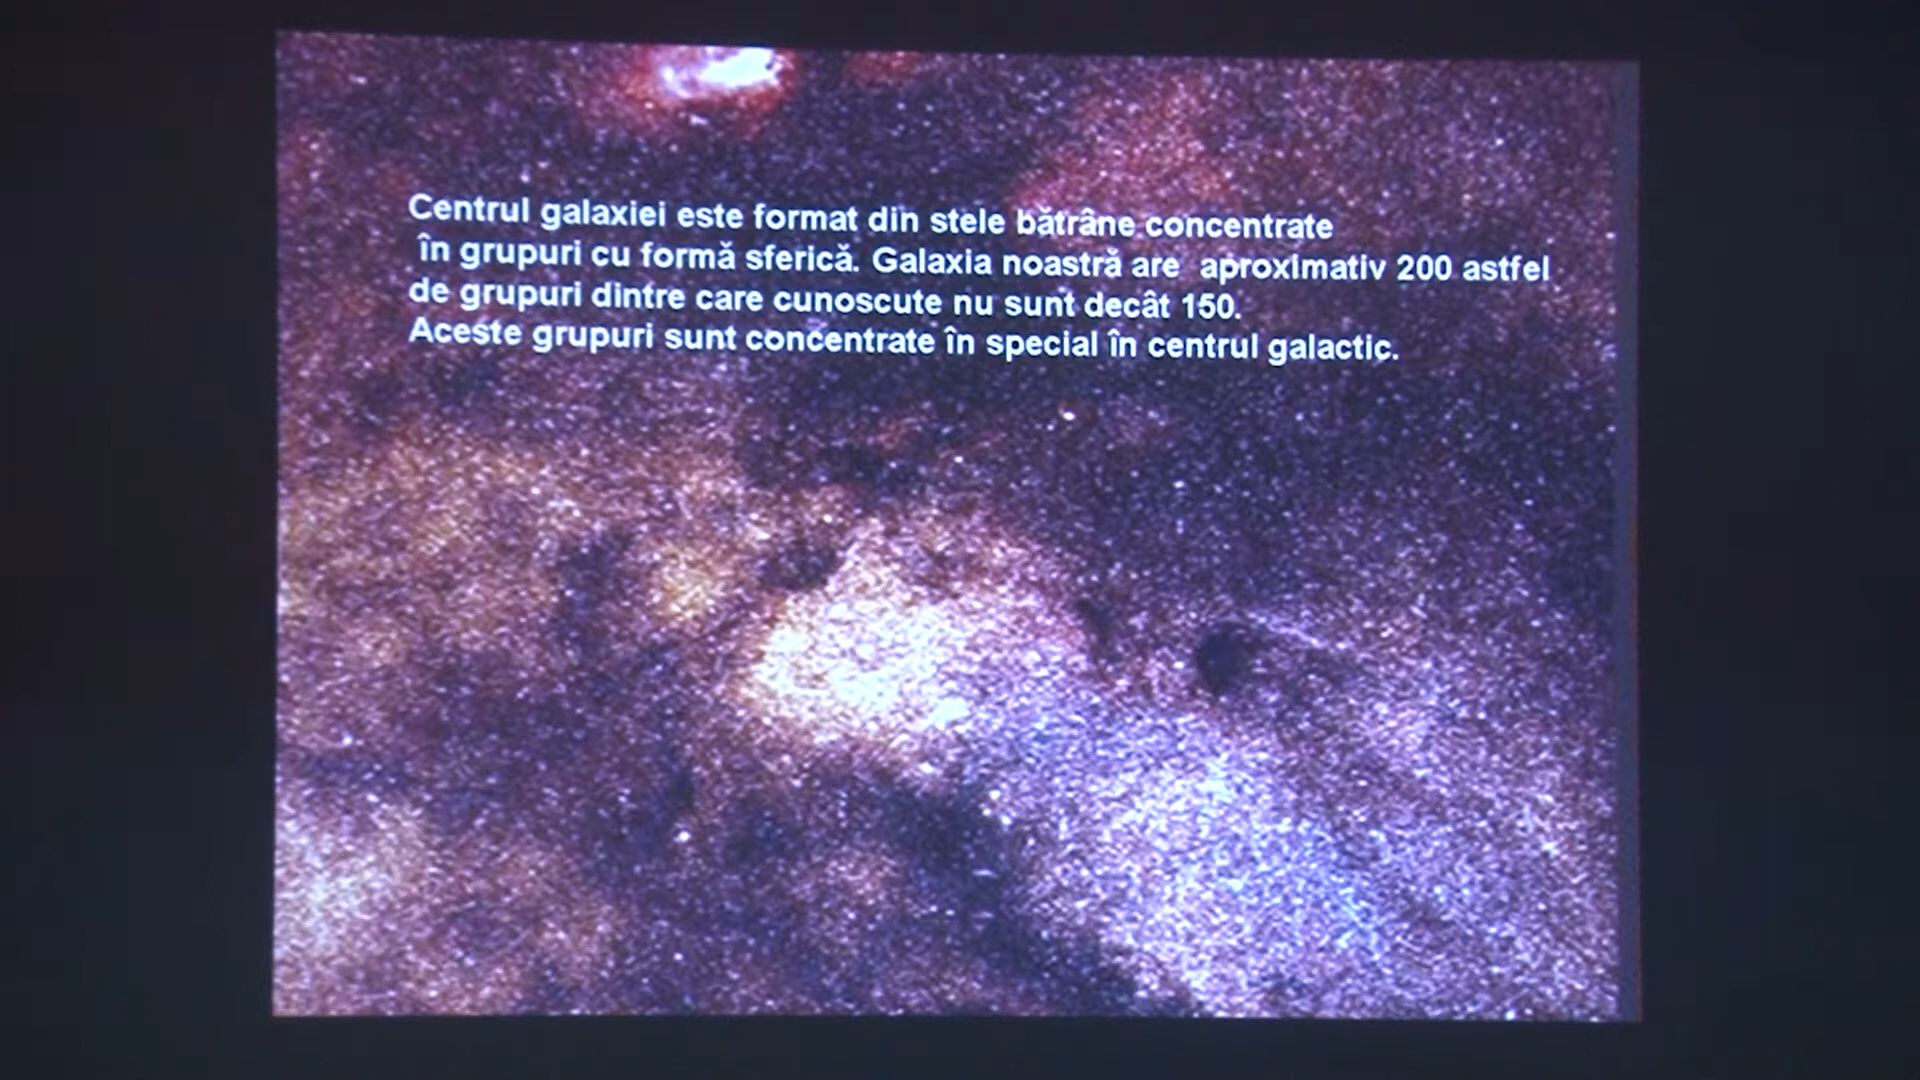 Centrul galaxiei este format din stele bătrâne concentrate
în grupuri cu formă sferică. Galaxia noastră are aproximativ 200 astfel
de grupuri dintre care cunoscute nu sunt decât 150.
Aceste grupuri sunt concentrate în special în centrul galactic.